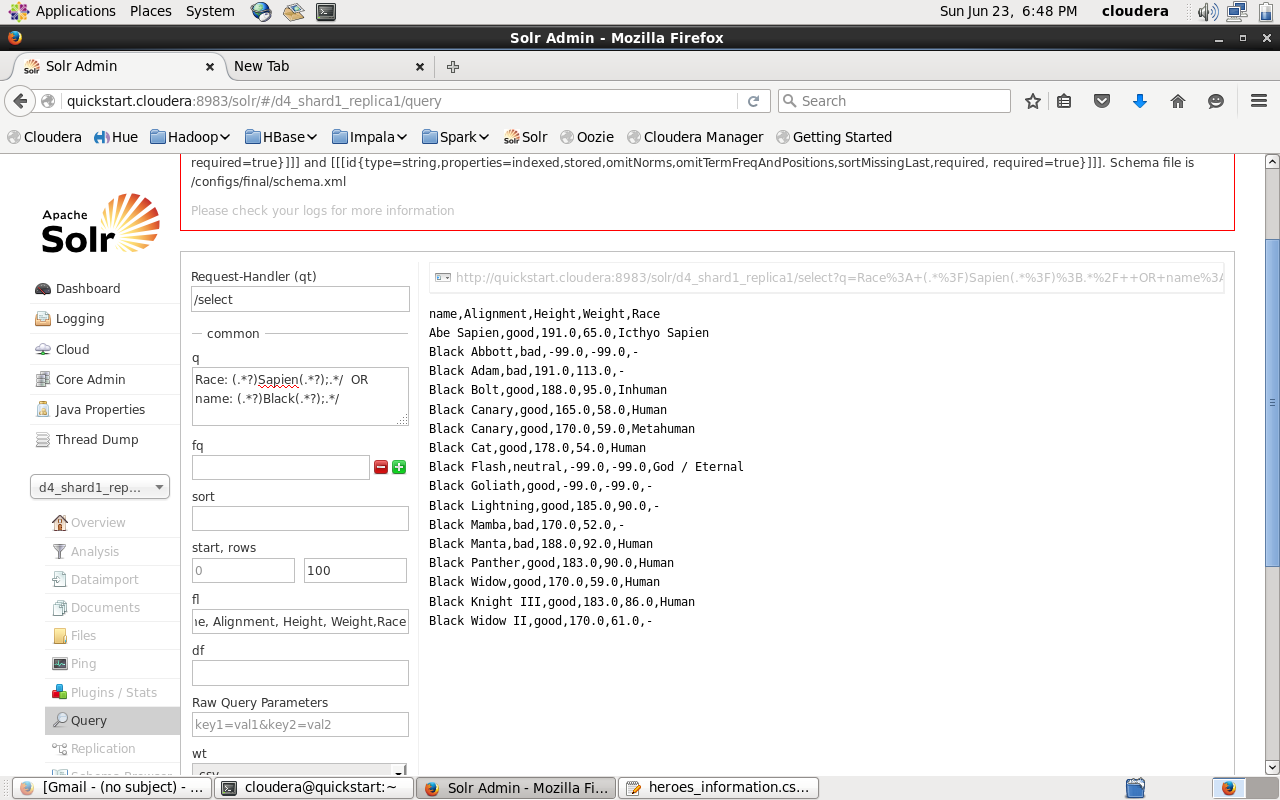 Applications Places System Sun Jun 23, 6:48 PM cloudera
Solr Admin - Mozilla Firefox
Solr Admin New Tab
quickstart.cloudera:8983/solr/#/d4_shard1_replica1/query Search
Cloudera Hue Hadoop HBase Impala Spark Solr Oozie Cloudera Manager Getting Started
required=true}]]] and [[[id{type=string,properties=indexed,stored,omitNorms,omitTermFreqAndPositions,sortMissingLast,required, required=true}]]]. Schema file is
/configs/final/schema.xml
Please check your logs for more information
Apache
Solr
Dashboard
Logging
Cloud
Core Admin
Java Properties
Thread Dump
d4_shard1_rep...
Overview
Analysis
Dataimport
Documents
Files
Ping
Plugins / Stats
Query
Replication
Request-Handler (qt)
/select
common
q
Race: (.*?)Sapien(.*?);.*/ OR
name: (.*?)Black(.*?);.*/
fq
sort
start, rows
0 100
fl
ne, Alignment, Height, Weight,Race
df
Raw Query Parameters
key1=val1&key2=val2
wt
csv
http://quickstart.cloudera:8983/solr/d4_shard1_replica1/select?q=Race%3A+(.*%3F)Sapien(.*%3F)%3B.*%2F++OR+name%3A
name,Alignment,Height,Weight,Race
Abe Sapien,good,191.0,65.0,Icthyo Sapien
Black Abbott,bad,-99.0,-99.0,-
Black Adam,bad,191.0,113.0,-
Black Bolt,good,188.0,95.0,Inhuman
Black Canary,good,165.0,58.0,Human
Black Canary,good,170.0,59.0,Metahuman
Black Cat,good,178.0,54.0,Human
Black Flash,neutral,-99.0,-99.0,God / Eternal
Black Goliath,good,-99.0,-99.0,-
Black Lightning,good,185.0,90.0,-
Black Mamba,bad,170.0,52.0,-
Black Manta,bad,188.0,92.0,Human
Black Panther,good,183.0,90.0,Human
Black Widow,good,170.0,59.0,Human
Black Knight III,good,183.0,86.0,Human
Black Widow II,good,170.0,61.0,-
[Gmail - (no subject) - ... cloudera@quickstart:~ Solr Admin - Mozilla Fi... heroes_information.cs...